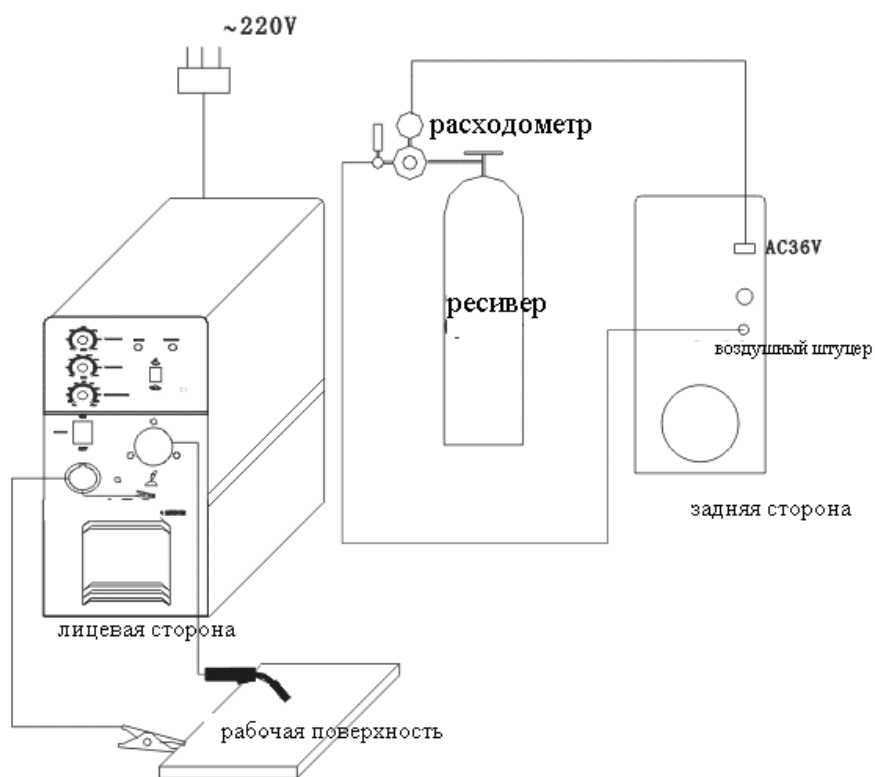 ~220V
расходометр
AC36V
ресивер
воздушный штуцер
задняя сторона
лицевая сторона
рабочая поверхность